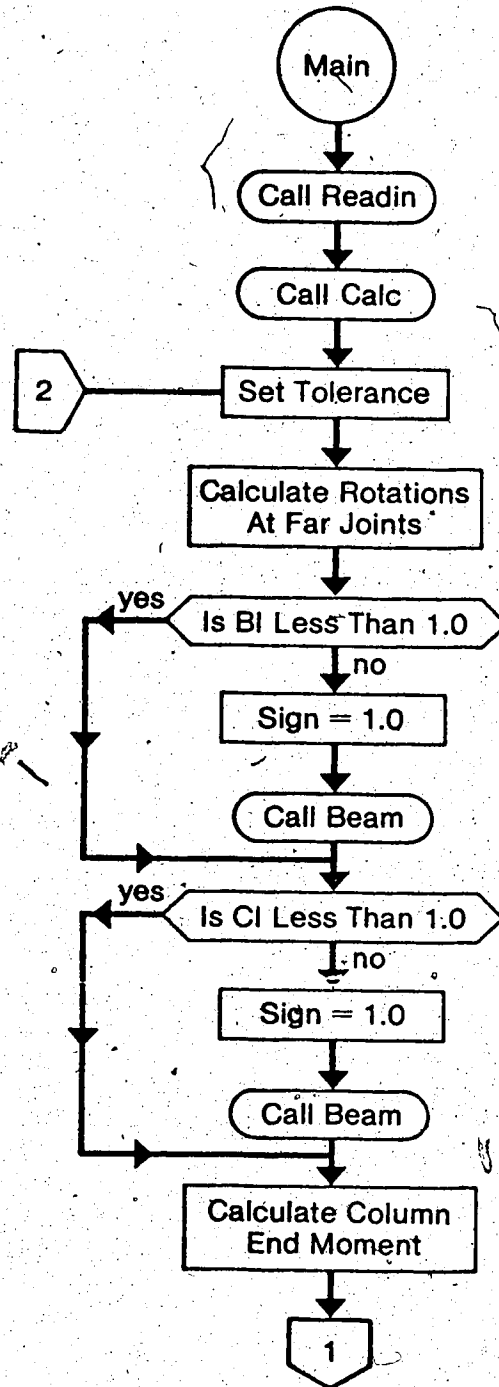 Main
Call Readin
Call Calc
2
Set Tolerance
Calculate Rotations
At Far Joints
yes
Is BI Less Than 1.0
no
Sign = 1.0
Call Beam
yes
Is CI Less Than 1.0
no
Sign = 1.0
Call Beam
Calculate Column
End Moment
1